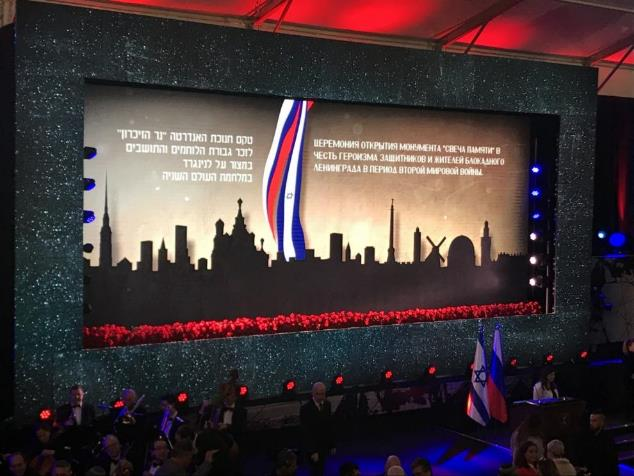 טקס חנוכת האנדרטה "נר הזיכרון"
לזכר גבורת הלוחמים והתושבים
במצור על לנינגרד
במלחמת העולם השניה
ЦЕРЕМОНИЯ ОТКРЫТИЯ МОНУМЕНТА "СВЕЧА ПАМЯТИ" В
ЧЕСТЬ ГЕРОИЗМА ЗАЩИТНИКОВ И ЖИТЕЛЕЙ БЛОКАДНОГО
ЛЕНИНГРАДА В ПЕРИОД ВТОРОЙ МИРОВОЙ ВОЙНЫ.